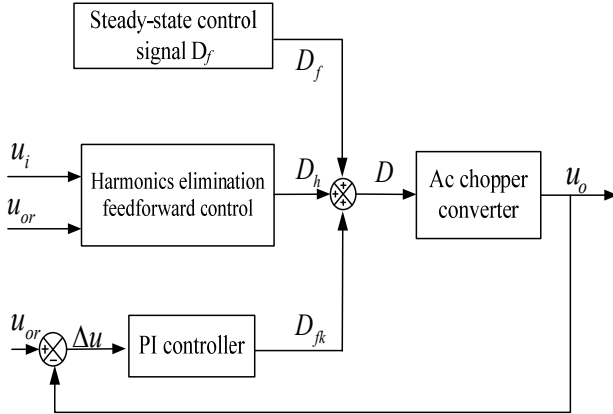 Steady-state control
signal D_f
D_f
u_i
u_or
Harmonics elimination
feedforward control
D_h
+
+
+
D
Ac chopper
converter
u_o
u_or
+
−
Δu
PI controller
D_fk